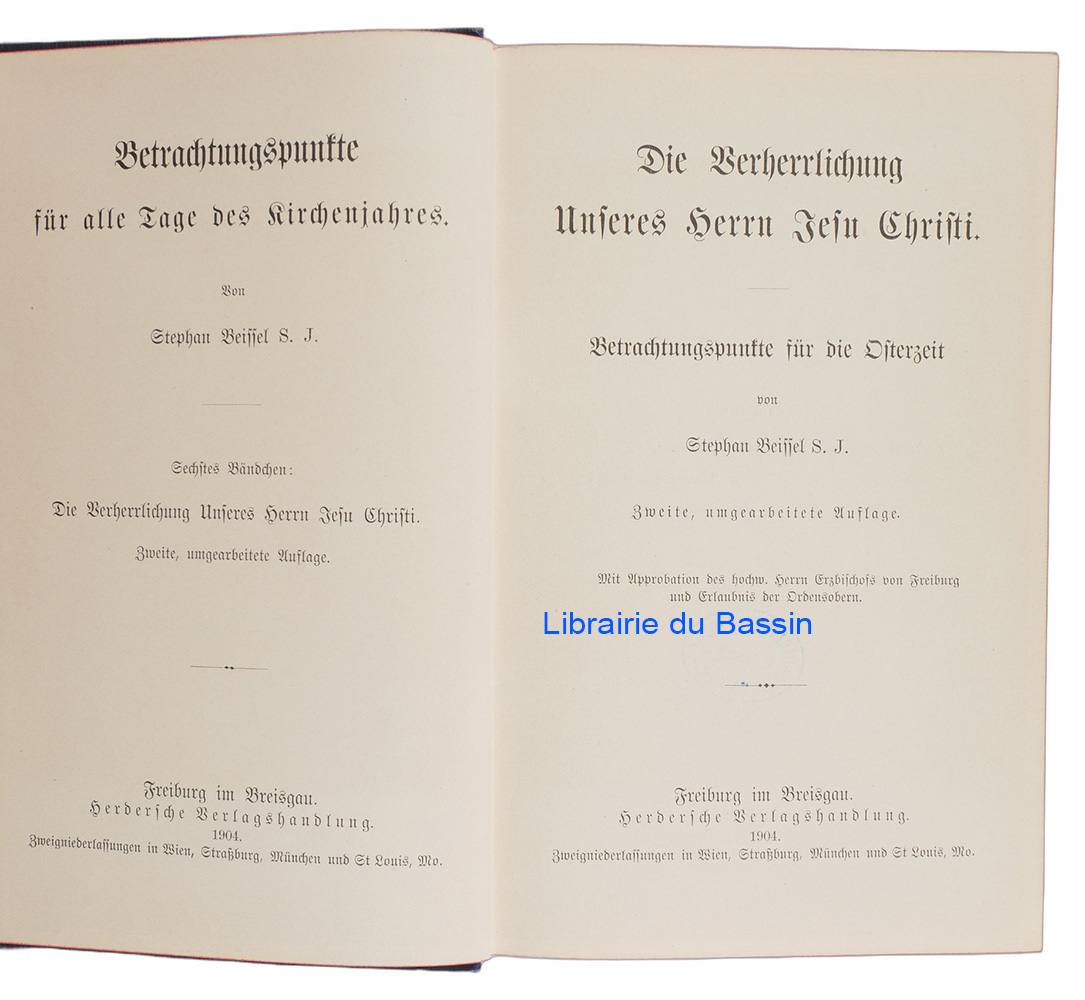 Betrachtungspunkte
für alle Tage des Kirchenjahres.
Von
Stephan Beissel S. J.
Sechstes Bändchen:
Die Verherrlichung Unseres Herrn Jesu Christi.
Zweite, umgearbeitete Auflage.
Freiburg im Breisgau.
Herdersche Verlagshandlung.
1904.
Zweigniederlassungen in Wien, Straßburg, München und St Louis, Mo.
Die Verherrlichung
Unseres Herrn Jesu Christi.
Betrachtungspunkte für die Osterzeit
von
Stephan Beissel S. J.
Zweite, umgearbeitete Auflage.
Mit Approbation des hochw. Herrn Erzbischofs von Freiburg
und Erlaubnis der Ordensobern.
Librairie du Bassin
Freiburg im Breisgau.
Herdersche Verlagshandlung.
1904.
Zweigniederlassungen in Wien, Straßburg, München und St Louis, Mo.